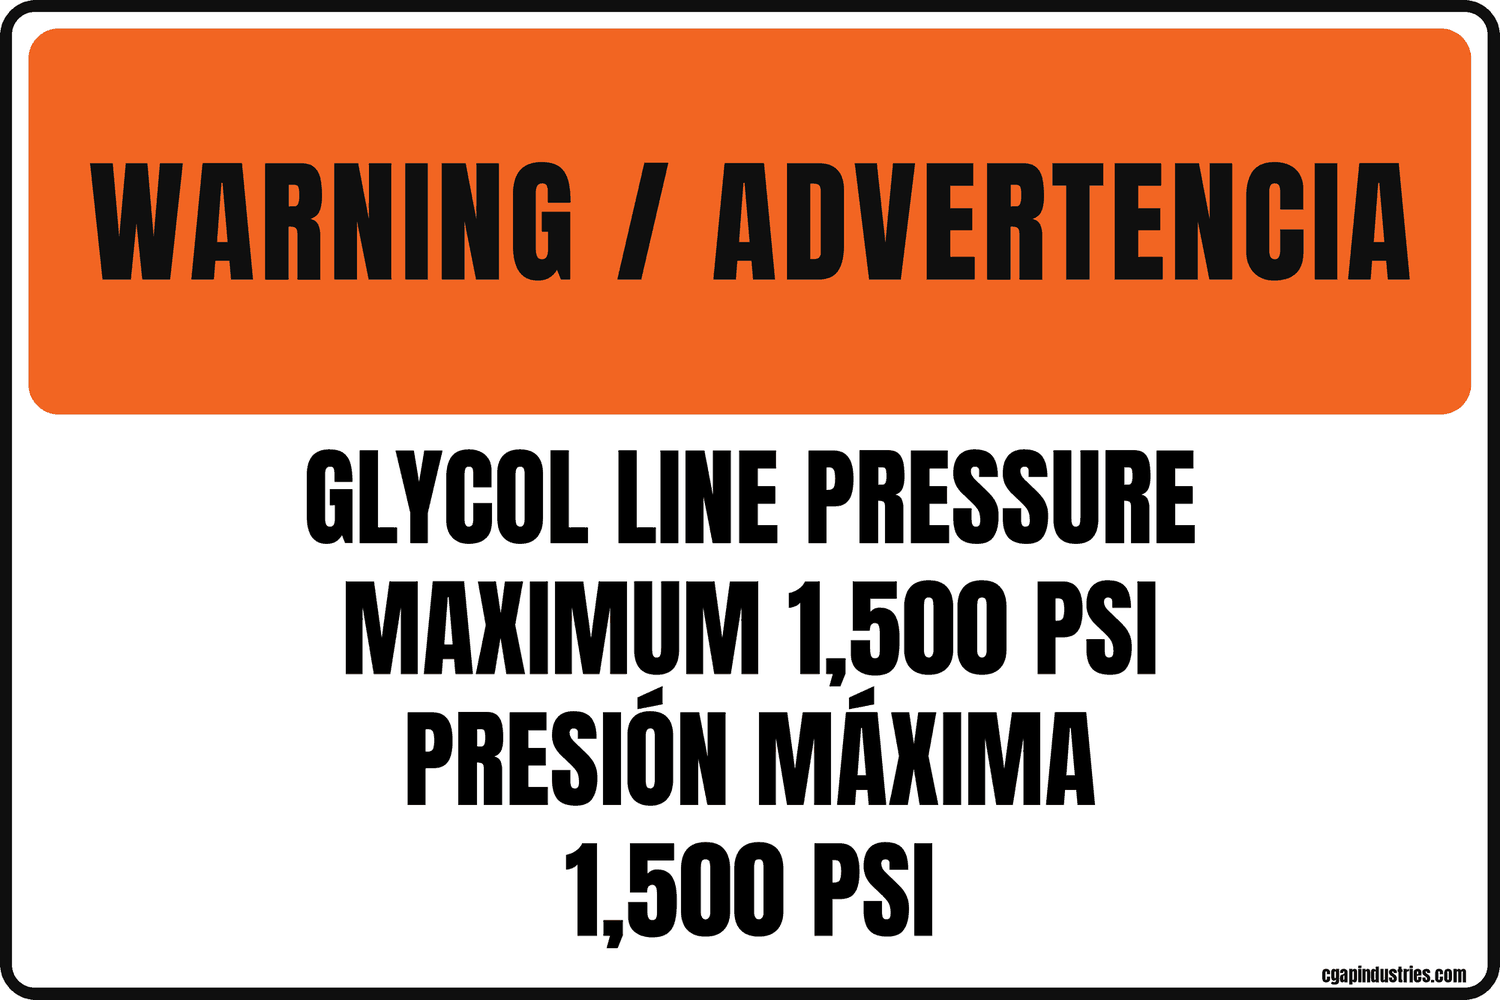 WARNING / ADVERTENCIA
GLYCOL LINE PRESSURE
MAXIMUM 1,500 PSI
PRESIÓN MÁXIMA
1,500 PSI
cgapindustries.com